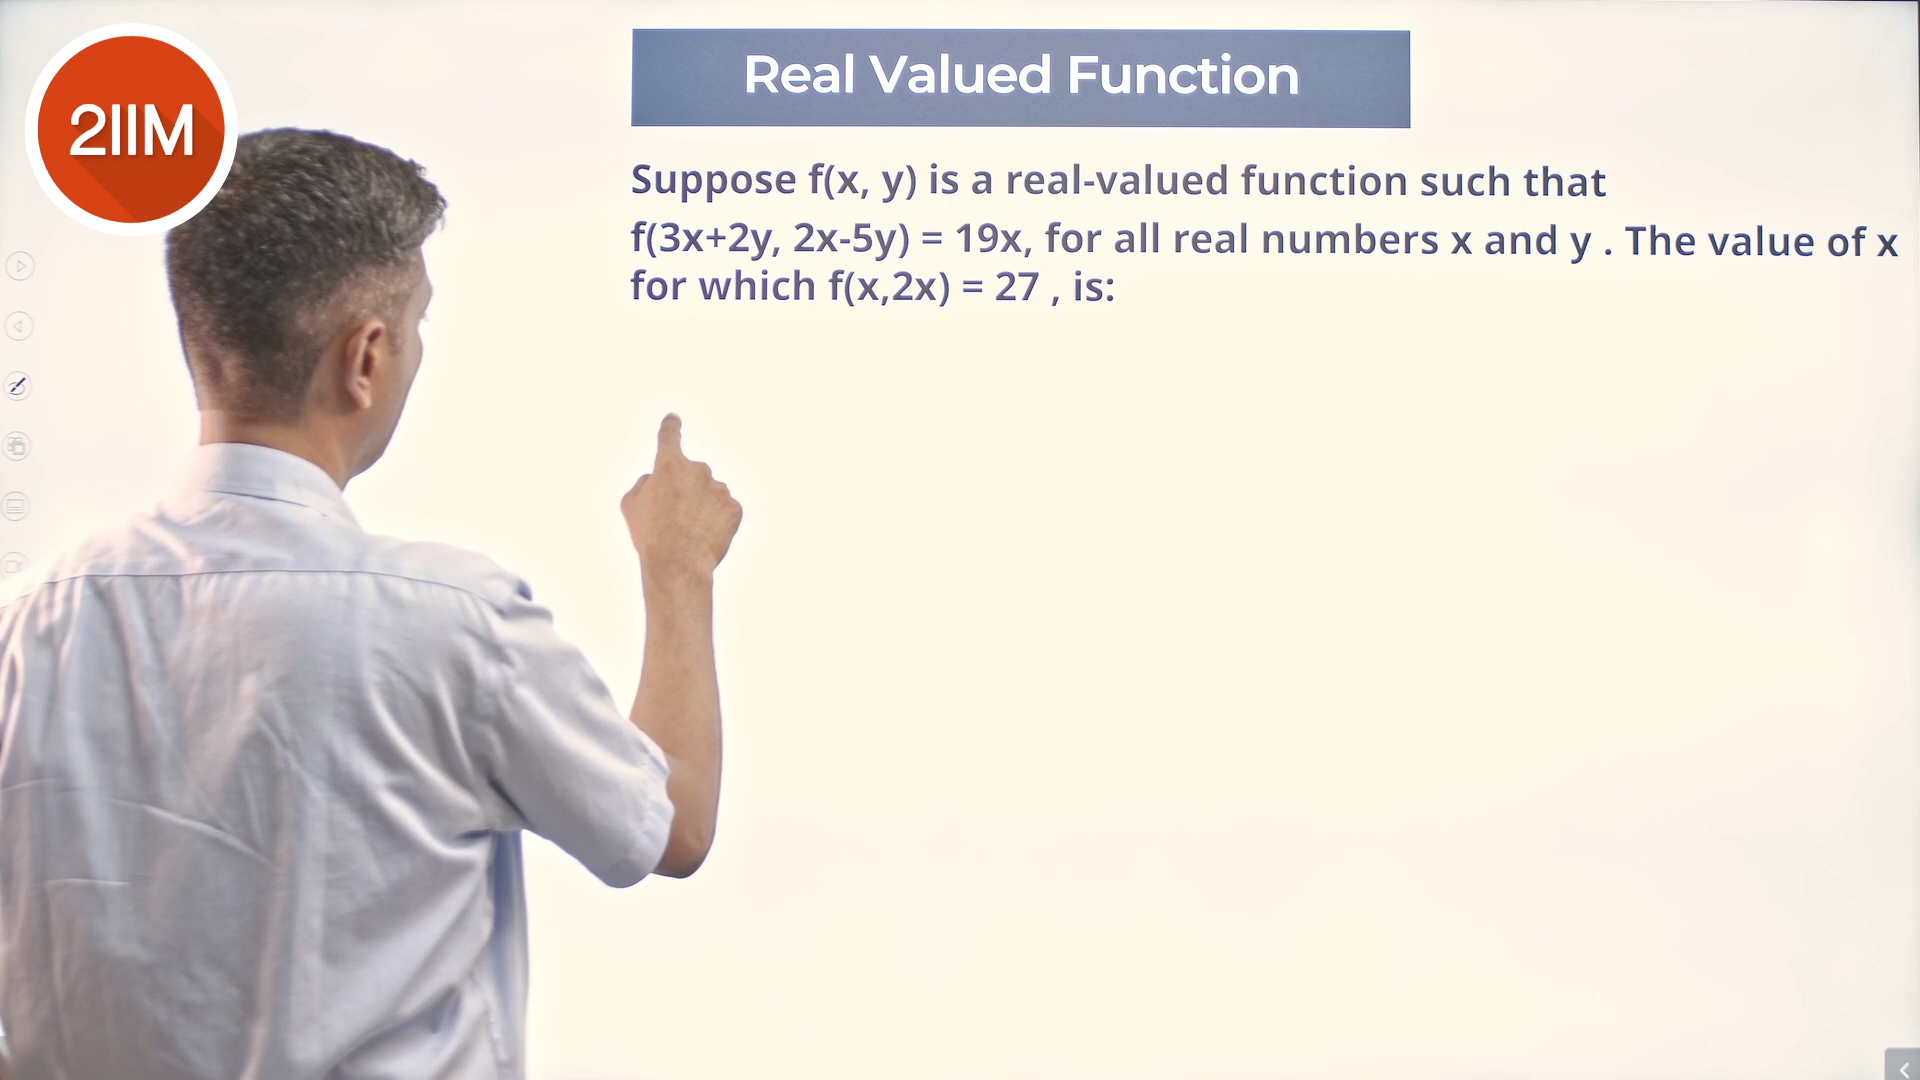 2IIM
Real Valued Function
Suppose f(x, y) is a real-valued function such that
f(3x+2y, 2x-5y) = 19x, for all real numbers x and y . The value of x
for which f(x,2x) = 27 , is: